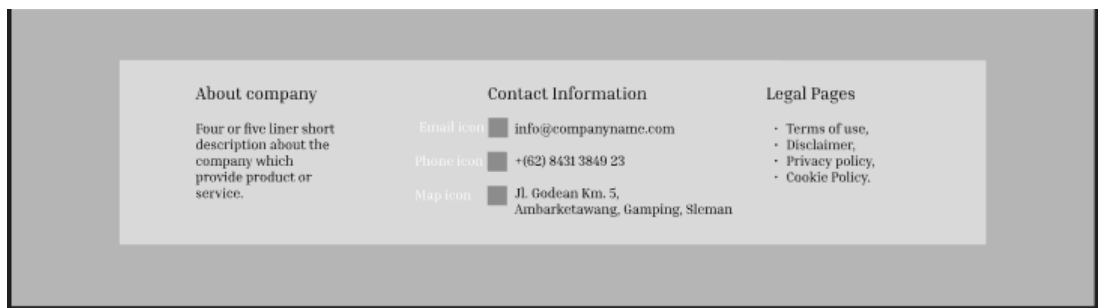 About company
Four or five liner short
description about the
company which
provide product or
service.
Contact Information
Email icon info@companyname.com
Phone icon +(62) 8431 3849 23
Map icon Jl. Godean Km. 5,
Ambarketawang, Gamping, Sleman
Legal Pages
· Terms of use,
· Disclaimer,
· Privacy policy,
· Cookie Policy.